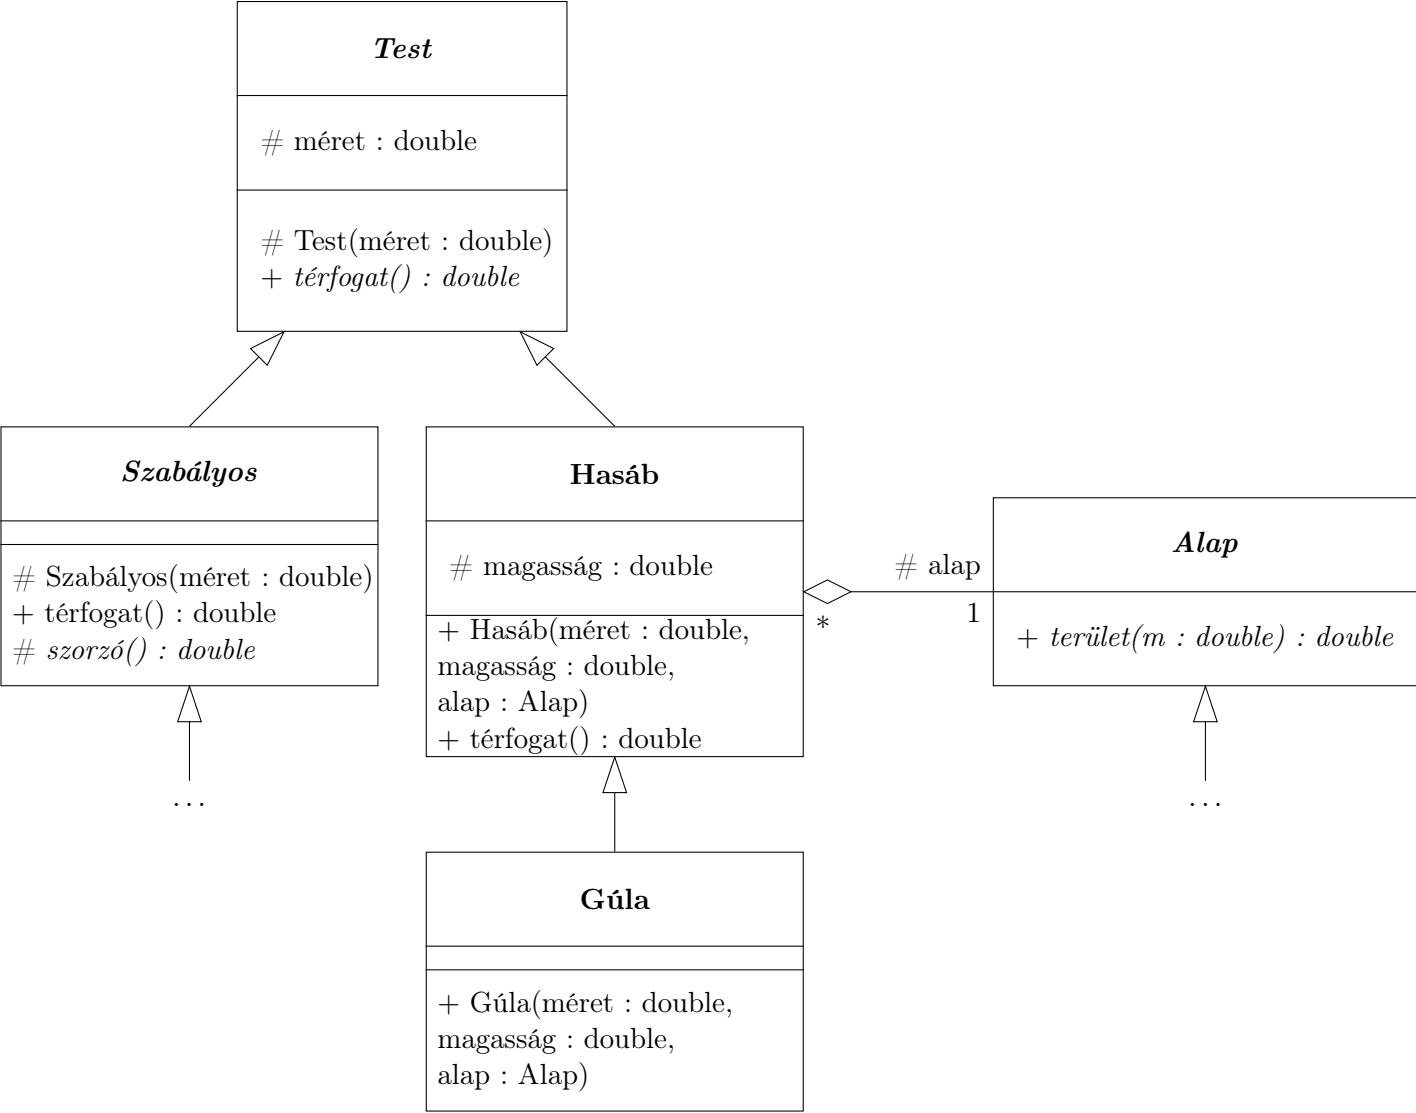 Test
# méret : double
# Test(méret : double)
+ térfogat() : double
Szabályos
# Szabályos(méret : double)
+ térfogat() : double
# szorzó() : double
...
Hasáb
# magasság : double
+ Hasáb(méret : double,
magasság : double,
alap : Alap)
+ térfogat() : double
*
# alap
1
Alap
+ terület(m : double) : double
...
Gúla
+ Gúla(méret : double,
magasság : double,
alap : Alap)